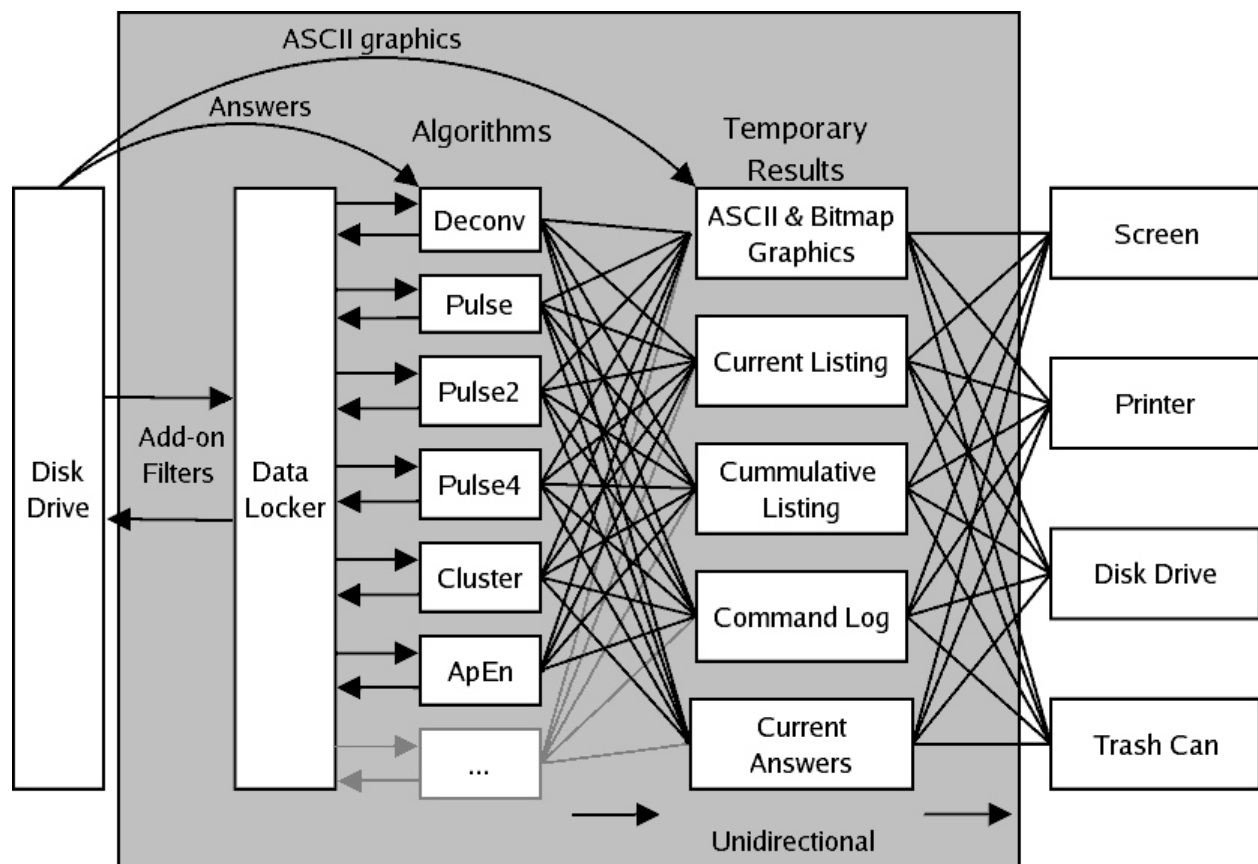 ASCII graphics
Answers
Algorithms
Temporary
Results
Disk
Drive
Add-on
Filters
Data
Locker
Deconv
Pulse
Pulse2
Pulse4
Cluster
ApEn
...
ASCII & Bitmap
Graphics
Current Listing
Cummulative
Listing
Command Log
Current
Answers
Unidirectional
Screen
Printer
Disk Drive
Trash Can